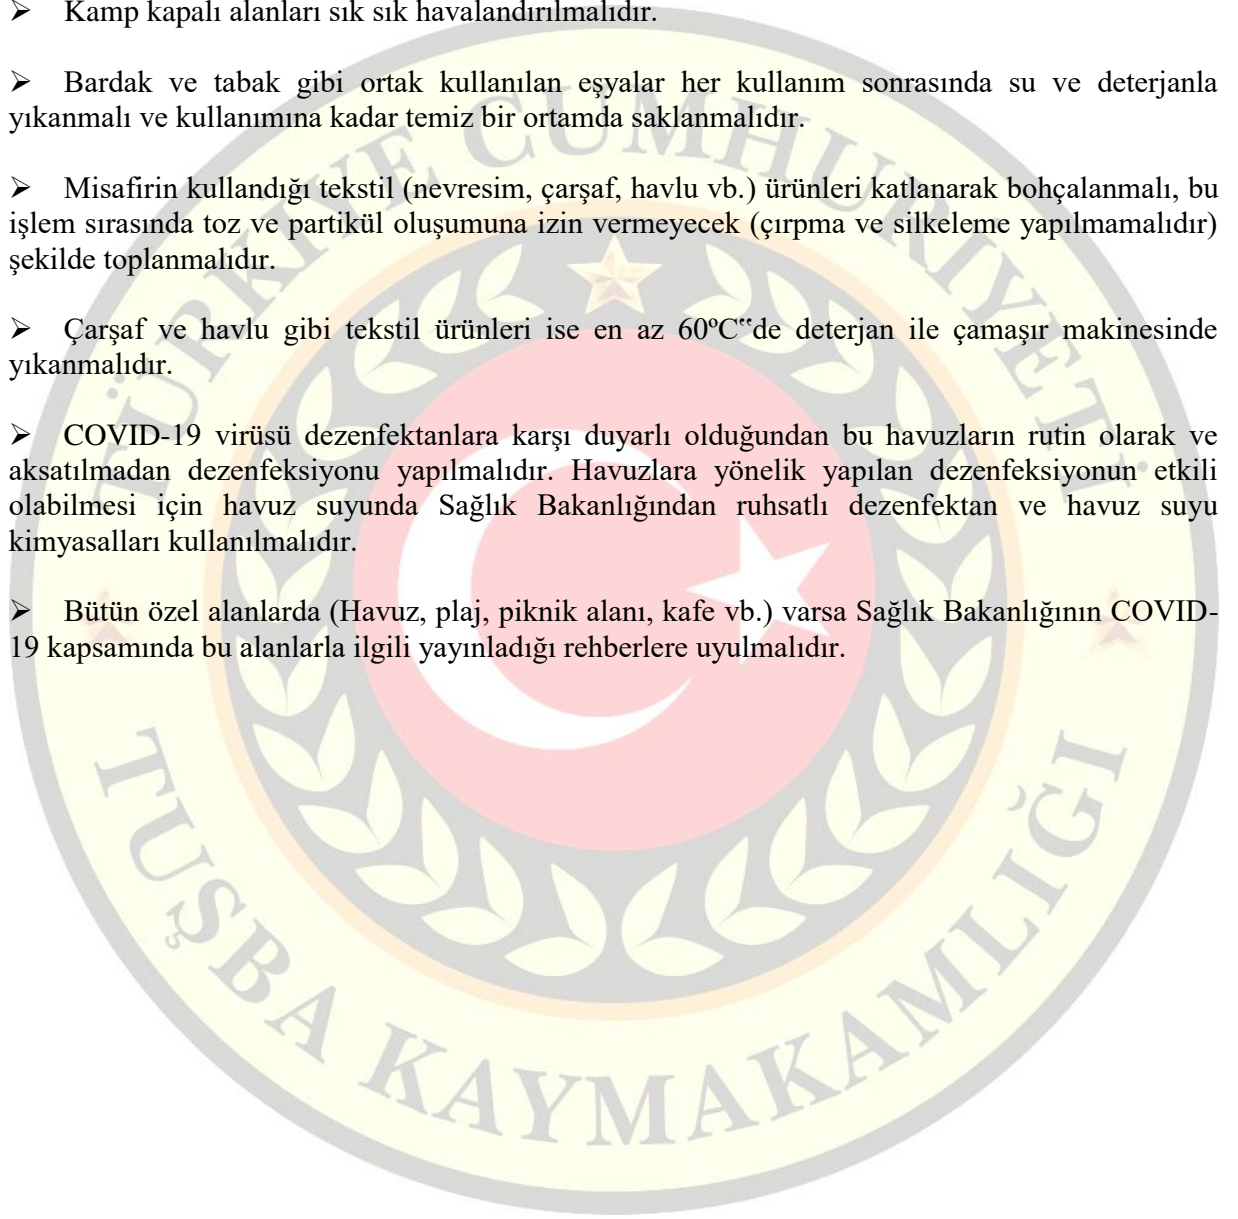 ➢ Kamp kapalı alanları sık sık havalandırılmalıdır.
➢ Bardak ve tabak gibi ortak kullanılan eşyalar her kullanım sonrasında su ve deterjanla
yıkanmalı ve kullanımına kadar temiz bir ortamda saklanmalıdır.
➢ Misafirin kullandığı tekstil (nevresim, çarşaf, havlu vb.) ürünleri katlanarak bohçalanmalı, bu
işlem sırasında toz ve partikül oluşumuna izin vermeyecek (çırpma ve silkeleme yapılmamalıdır)
şekilde toplanmalıdır.
➢ Çarşaf ve havlu gibi tekstil ürünleri ise en az 60ºC‟de deterjan ile çamaşır makinesinde
yıkanmalıdır.
➢ COVID-19 virüsü dezenfektanlara karşı duyarlı olduğundan bu havuzların rutin olarak ve
aksatılmadan dezenfeksiyonu yapılmalıdır. Havuzlara yönelik yapılan dezenfeksiyonun etkili
olabilmesi için havuz suyunda Sağlık Bakanlığından ruhsatlı dezenfektan ve havuz suyu
kimyasalları kullanılmalıdır.
➢ Bütün özel alanlarda (Havuz, plaj, piknik alanı, kafe vb.) varsa Sağlık Bakanlığının COVID-
19 kapsamında bu alanlarla ilgili yayınladığı rehberlere uyulmalıdır.
TÜRKİYE CUMHURİYETİ
TUŞBA KAYMAKAMLIĞI